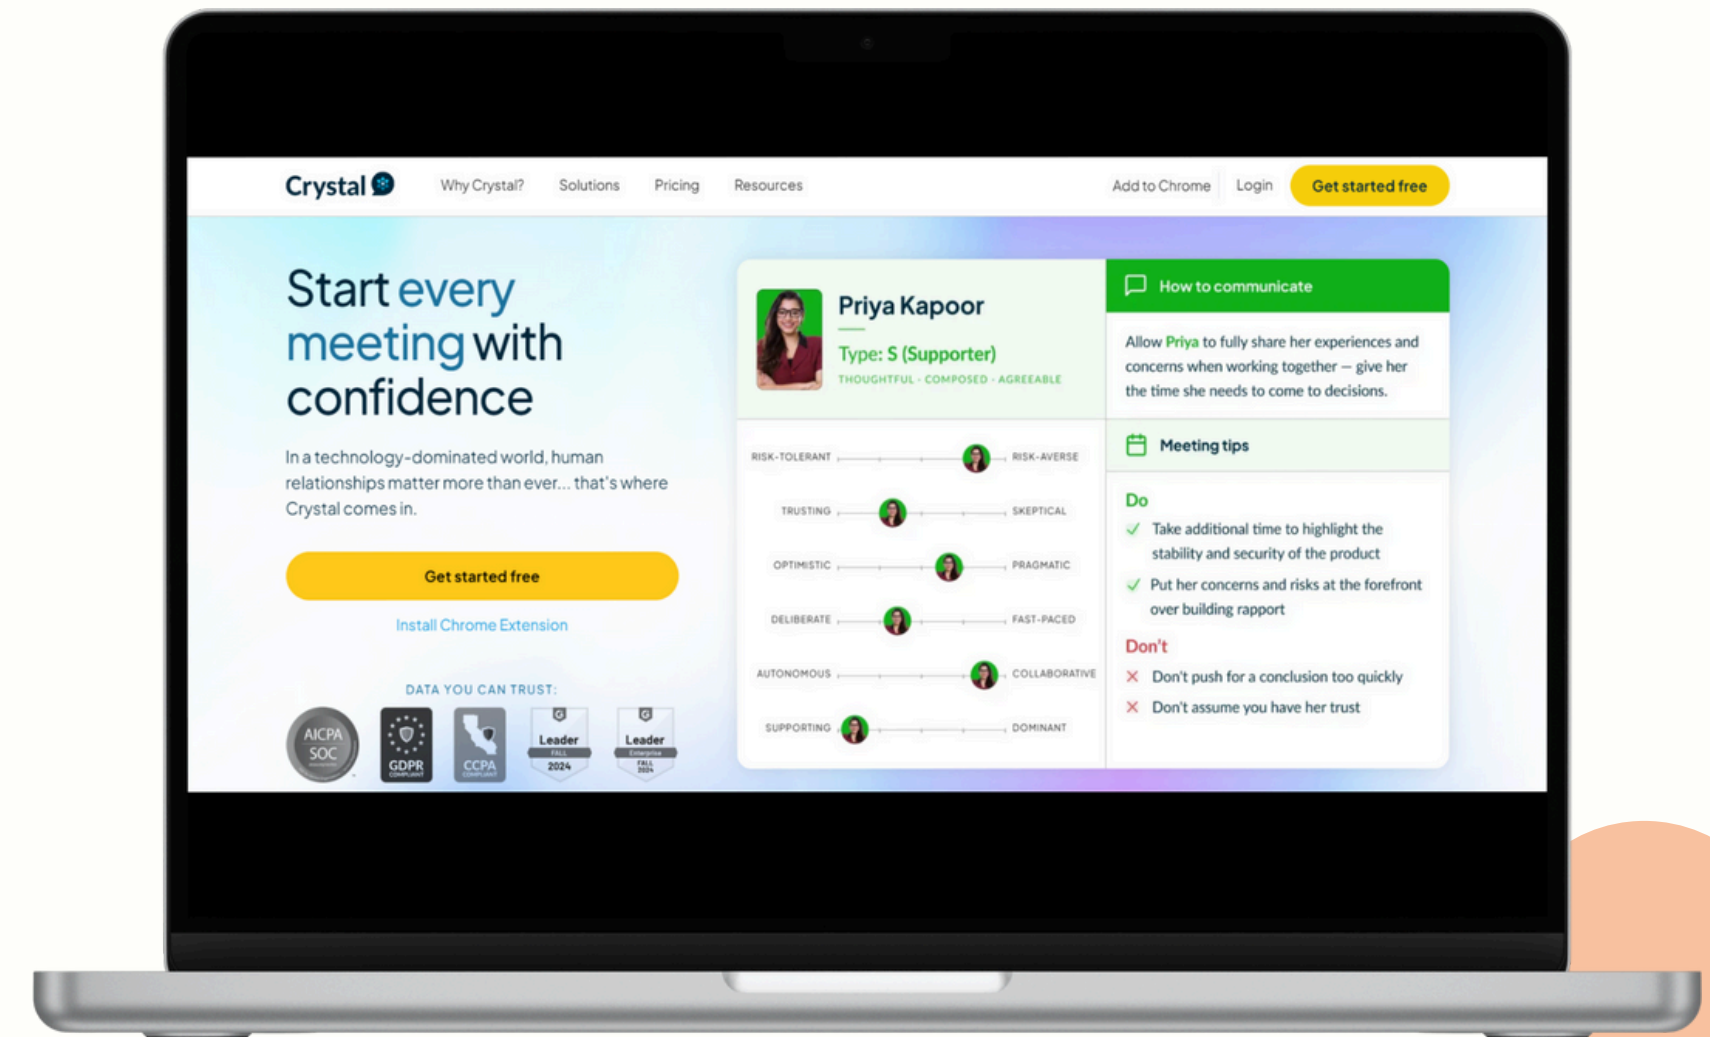 Crystal
Why Crystal?
Solutions
Pricing
Resources
Add to Chrome
Login
Get started free
Start every
meeting with
confidence
In a technology-dominated world, human
relationships matter more than ever... that's where
Crystal comes in.
Get started free
Install Chrome Extension
DATA YOU CAN TRUST:
AICPA
SOC
GDPR
COMPLIANT
CCPA
COMPLIANT
Leader
FALL
2024
Leader
Enterprise
FALL
2024
Priya Kapoor
Type: S (Supporter)
THOUGHTFUL - COMPOSED - AGREEABLE
RISK-TOLERANT
RISK-AVERSE
TRUSTING
SKEPTICAL
OPTIMISTIC
PRAGMATIC
DELIBERATE
FAST-PACED
AUTONOMOUS
COLLABORATIVE
SUPPORTING
DOMINANT
How to communicate
Allow Priya to fully share her experiences and
concerns when working together — give her
the time she needs to come to decisions.
Meeting tips
Do
Take additional time to highlight the
stability and security of the product
Put her concerns and risks at the forefront
over building rapport
Don't
Don't push for a conclusion too quickly
Don't assume you have her trust